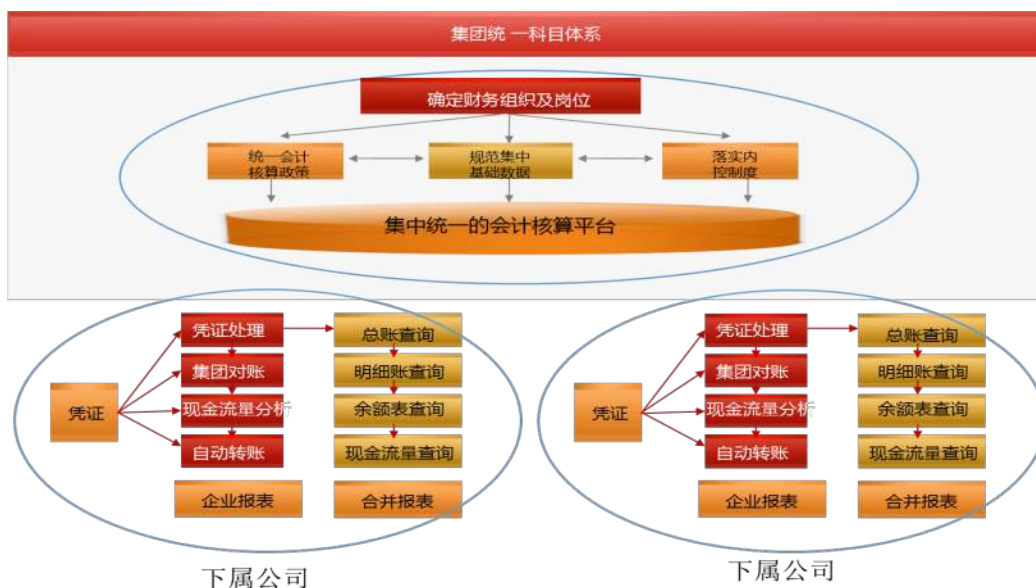 集团统 一科目体系
确定财务组织及岗位
统一会计
核算政策
规范集中
基础数据
落实内
控制度
集中统一的会计核算平台
凭证
凭证处理
集团对账
现金流量分析
自动转账
总账查询
明细账查询
余额表查询
现金流量查询
企业报表
合并报表
下属公司
凭证
凭证处理
集团对账
现金流量分析
自动转账
总账查询
明细账查询
余额表查询
现金流量查询
企业报表
合并报表
下属公司